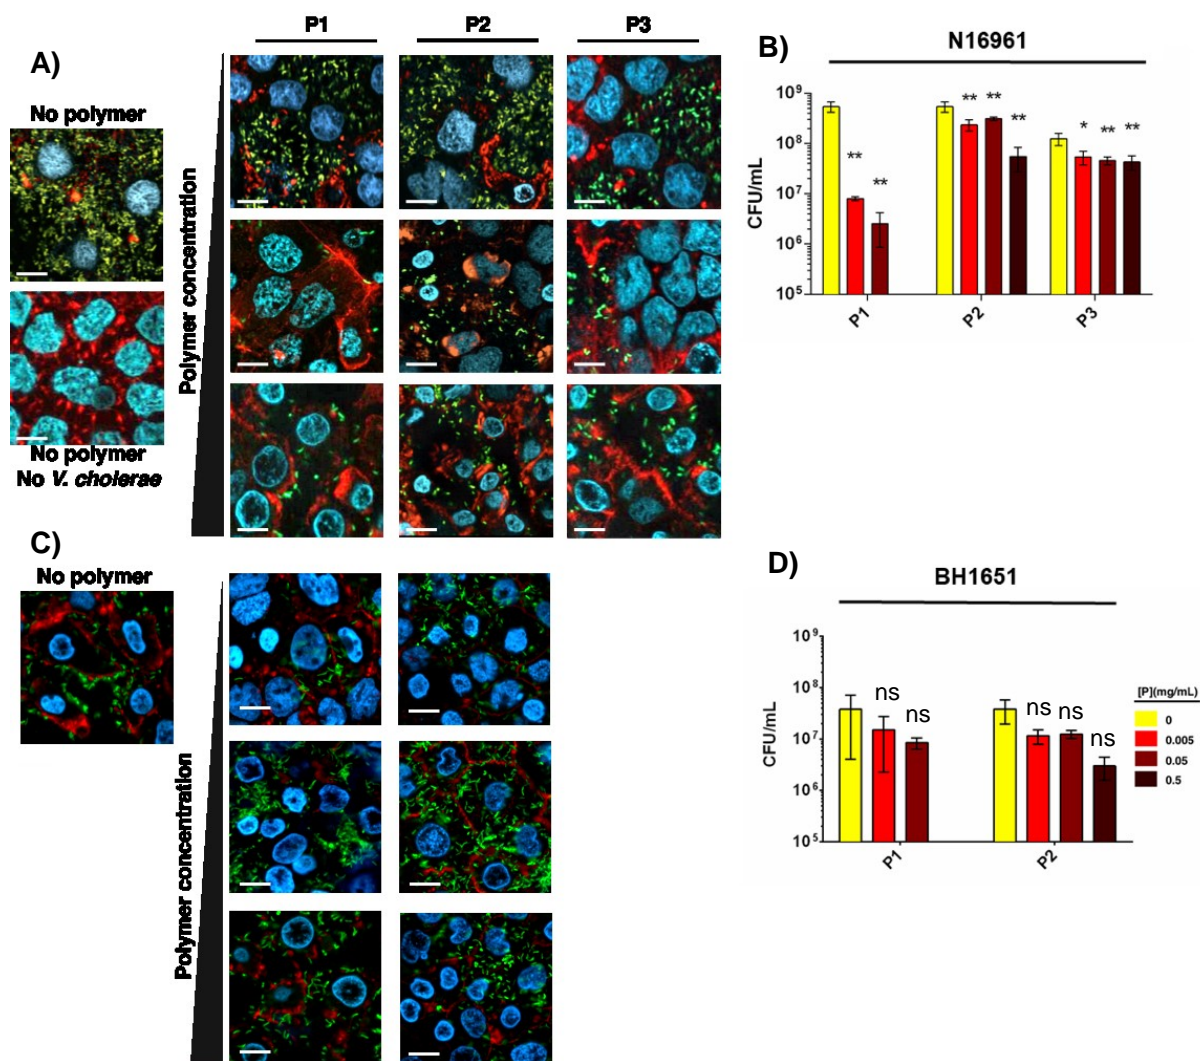 P1
P2
P3
A)
No polymer
No polymer
No V. cholerae
Polymer concentration
B)
N16961
CFU/mL
10⁹
10⁸
10⁷
10⁶
10⁵
**
**
**
**
**
*
**
**
P1
P2
P3
C)
No polymer
Polymer concentration
D)
BH1651
CFU/mL
10⁹
10⁸
10⁷
10⁶
10⁵
ns
ns
ns
ns
ns
P1
P2
[P](mg/mL)
0
0.005
0.05
0.5